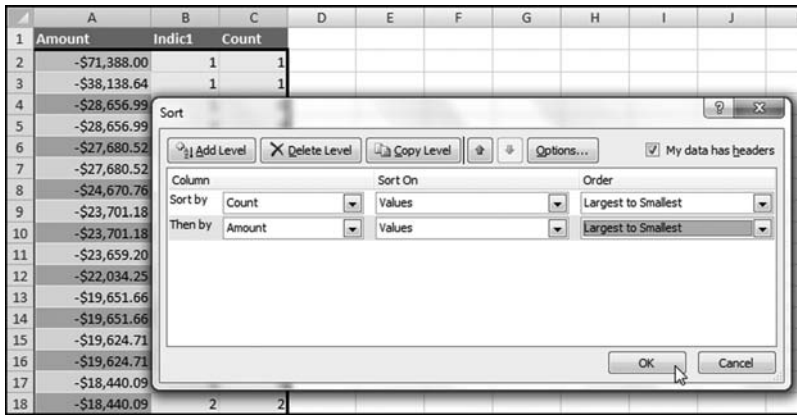 A B C D E F G H I J
1 Amount Indic1 Count
2 -$71,388.00 1 1
3 -$38,138.64 1 1
4 -$28,656.99
Sort
5 -$28,656.99
6 -$27,680.52
Add Level Delete Level Copy Level Options... My data has headers
7 -$27,680.52
8 -$24,670.76
Column Sort On Order
9 -$23,701.18
Sort by Count Values Largest to Smallest
10 -$23,701.18
Then by Amount Values Largest to Smallest
11 -$23,659.20
12 -$22,034.25
13 -$19,651.66
14 -$19,651.66
15 -$19,624.71
16 -$19,624.71
OK Cancel
17 -$18,440.09
18 -$18,440.09 2 2